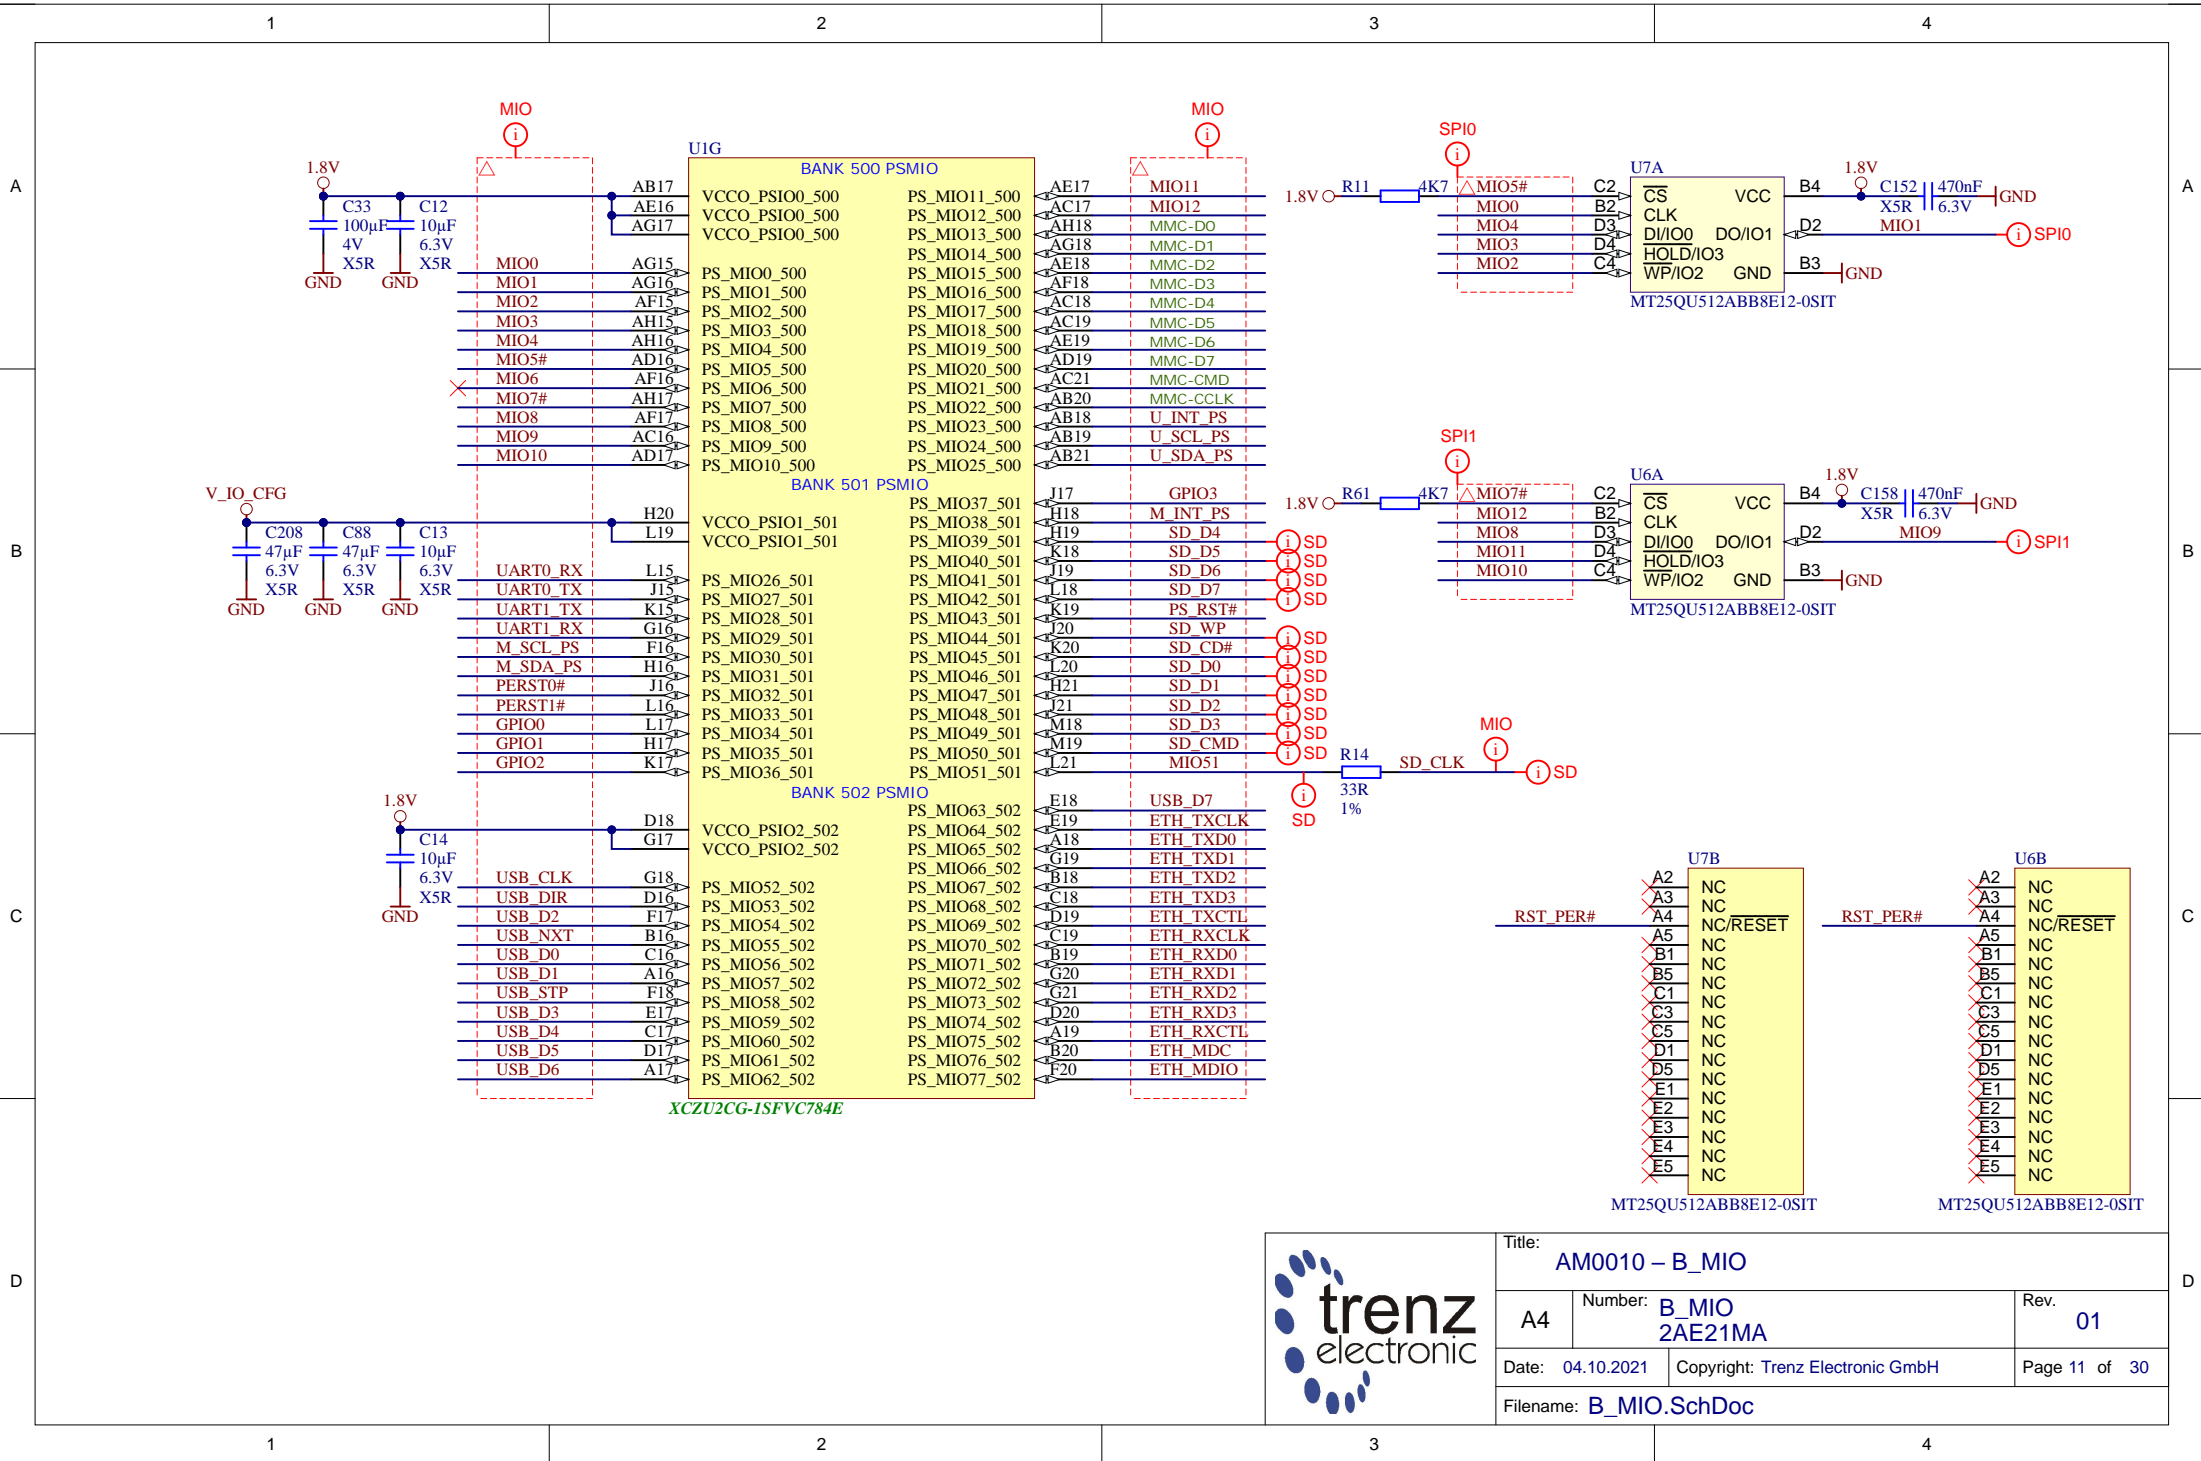 1 2 3 4
A A
B B
C C
D D
1 2 3 4
MIO
MIO
1.8V
C33
100µF
4V
X5R
GND
C12
10µF
6.3V
X5R
GND
U1G
BANK 500 PSMIO
AB17 VCCO_PSIO0_500
AE16 VCCO_PSIO0_500
AG17 VCCO_PSIO0_500
MIO0 AG15 PS_MIO0_500
MIO1 AG16 PS_MIO1_500
MIO2 AF15 PS_MIO2_500
MIO3 AH15 PS_MIO3_500
MIO4 AH16 PS_MIO4_500
MIO5# AD16 PS_MIO5_500
MIO6 AF16 PS_MIO6_500
MIO7# AH17 PS_MIO7_500
MIO8 AF17 PS_MIO8_500
MIO9 AC16 PS_MIO9_500
MIO10 AD17 PS_MIO10_500
PS_MIO11_500 AE17 MIO11
PS_MIO12_500 AC17 MIO12
PS_MIO13_500 AH18 MMC-D0
PS_MIO14_500 AG18 MMC-D1
PS_MIO15_500 AE18 MMC-D2
PS_MIO16_500 AF18 MMC-D3
PS_MIO17_500 AC18 MMC-D4
PS_MIO18_500 AC19 MMC-D5
PS_MIO19_500 AE19 MMC-D6
PS_MIO20_500 AD19 MMC-D7
PS_MIO21_500 AC21 MMC-CMD
PS_MIO22_500 AB20 MMC-CCLK
PS_MIO23_500 AB18 U_INT_PS
PS_MIO24_500 AB19 U_SCL_PS
PS_MIO25_500 AB21 U_SDA_PS
BANK 501 PSMIO
V_IO_CFG
C208
47µF
6.3V
X5R
GND
C88
47µF
6.3V
X5R
GND
C13
10µF
6.3V
X5R
GND
H20 VCCO_PSIO1_501
L19 VCCO_PSIO1_501
UART0_RX L15 PS_MIO26_501
UART0_TX J15 PS_MIO27_501
UART1_TX K15 PS_MIO28_501
UART1_RX G16 PS_MIO29_501
M_SCL_PS F16 PS_MIO30_501
M_SDA_PS H16 PS_MIO31_501
PERST0# J16 PS_MIO32_501
PERST1# L16 PS_MIO33_501
GPIO0 L17 PS_MIO34_501
GPIO1 H17 PS_MIO35_501
GPIO2 K17 PS_MIO36_501
PS_MIO37_501 J17 GPIO3
PS_MIO38_501 H18 M_INT_PS
PS_MIO39_501 H19 SD_D4 i SD
PS_MIO40_501 K18 SD_D5 i SD
PS_MIO41_501 J19 SD_D6 i SD
PS_MIO42_501 L18 SD_D7 i SD
PS_MIO43_501 K19 PS_RST#
PS_MIO44_501 J20 SD_WP i SD
PS_MIO45_501 K20 SD_CD# i SD
PS_MIO46_501 L20 SD_D0 i SD
PS_MIO47_501 H21 SD_D1 i SD
PS_MIO48_501 J21 SD_D2 i SD
PS_MIO49_501 M18 SD_D3 i SD
PS_MIO50_501 M19 SD_CMD i SD
PS_MIO51_501 L21 MIO51
i SD
R14
33R
1%
SD_CLK
MIO
i
i SD
BANK 502 PSMIO
1.8V
C14
10µF
6.3V
X5R
GND
D18 VCCO_PSIO2_502
G17 VCCO_PSIO2_502
USB_CLK G18 PS_MIO52_502
USB_DIR D16 PS_MIO53_502
USB_D2 F17 PS_MIO54_502
USB_NXT B16 PS_MIO55_502
USB_D0 C16 PS_MIO56_502
USB_D1 A16 PS_MIO57_502
USB_STP F18 PS_MIO58_502
USB_D3 E17 PS_MIO59_502
USB_D4 C17 PS_MIO60_502
USB_D5 D17 PS_MIO61_502
USB_D6 A17 PS_MIO62_502
PS_MIO63_502 E18 USB_D7
PS_MIO64_502 E19 ETH_TXCLK
PS_MIO65_502 A18 ETH_TXD0
PS_MIO66_502 G19 ETH_TXD1
PS_MIO67_502 B18 ETH_TXD2
PS_MIO68_502 C18 ETH_TXD3
PS_MIO69_502 D19 ETH_TXCTL
PS_MIO70_502 C19 ETH_RXCLK
PS_MIO71_502 B19 ETH_RXD0
PS_MIO72_502 G20 ETH_RXD1
PS_MIO73_502 G21 ETH_RXD2
PS_MIO74_502 D20 ETH_RXD3
PS_MIO75_502 A19 ETH_RXCTL
PS_MIO76_502 B20 ETH_MDC
PS_MIO77_502 F20 ETH_MDIO
XCZU2CG-1SFVC784E
SPI0
i
U7A
1.8V R11 4K7 MIO5# C2 CS
MIO0 B2 CLK
MIO4 D3 DI/IO0
MIO3 D4 HOLD/IO3
MIO2 C4 WP/IO2
VCC B4
DO/IO1 D2 MIO1 i SPI0
GND B3 GND
1.8V
C152 470nF GND
X5R 6.3V
MT25QU512ABB8E12-0SIT
SPI1
i
U6A
1.8V R61 4K7 MIO7# C2 CS
MIO12 B2 CLK
MIO8 D3 DI/IO0
MIO11 D4 HOLD/IO3
MIO10 C4 WP/IO2
VCC B4
DO/IO1 D2 MIO9 i SPI1
GND B3 GND
1.8V
C158 470nF GND
X5R 6.3V
MT25QU512ABB8E12-0SIT
U7B
A2 NC
A3 NC
RST_PER# A4 NC/RESET
A5 NC
B1 NC
B5 NC
C1 NC
C3 NC
C5 NC
D1 NC
D5 NC
E1 NC
E2 NC
E3 NC
E4 NC
E5 NC
MT25QU512ABB8E12-0SIT
U6B
A2 NC
A3 NC
RST_PER# A4 NC/RESET
A5 NC
B1 NC
B5 NC
C1 NC
C3 NC
C5 NC
D1 NC
D5 NC
E1 NC
E2 NC
E3 NC
E4 NC
E5 NC
MT25QU512ABB8E12-0SIT
trenz
electronic
Title:
AM0010 – B_MIO
A4
Number: B_MIO
2AE21MA
Rev.
01
Date: 04.10.2021
Copyright: Trenz Electronic GmbH
Page 11 of 30
Filename: B_MIO.SchDoc